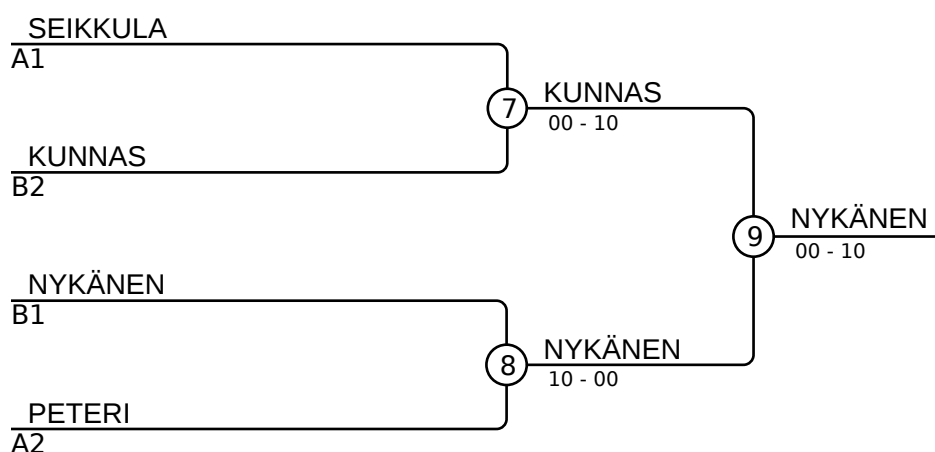 SEIKKULA
A1
7
KUNNAS
00 - 10
KUNNAS
B2
9
NYKÄNEN
00 - 10
NYKÄNEN
B1
8
NYKÄNEN
10 - 00
PETERI
A2